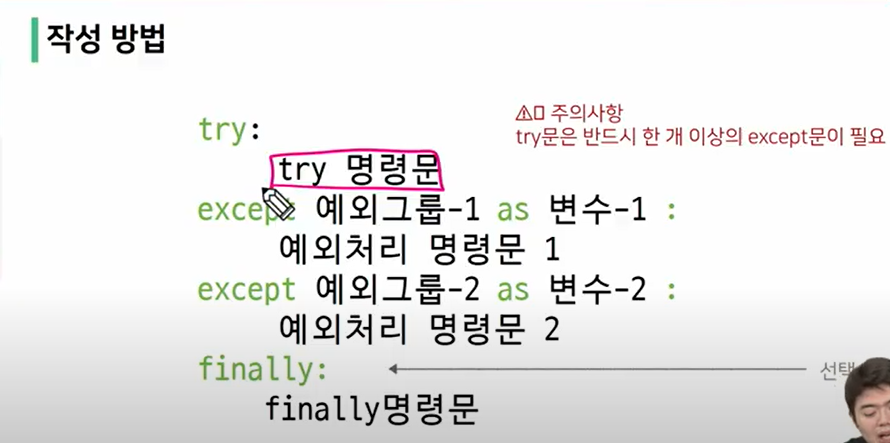 작성 방법
⚠ 주의사항
try문은 반드시 한 개 이상의 except문이 필요
try:
try 명령문
except 예외그룹-1 as 변수-1 :
예외처리 명령문 1
except 예외그룹-2 as 변수-2 :
예외처리 명령문 2
finally:
선택
finally명령문